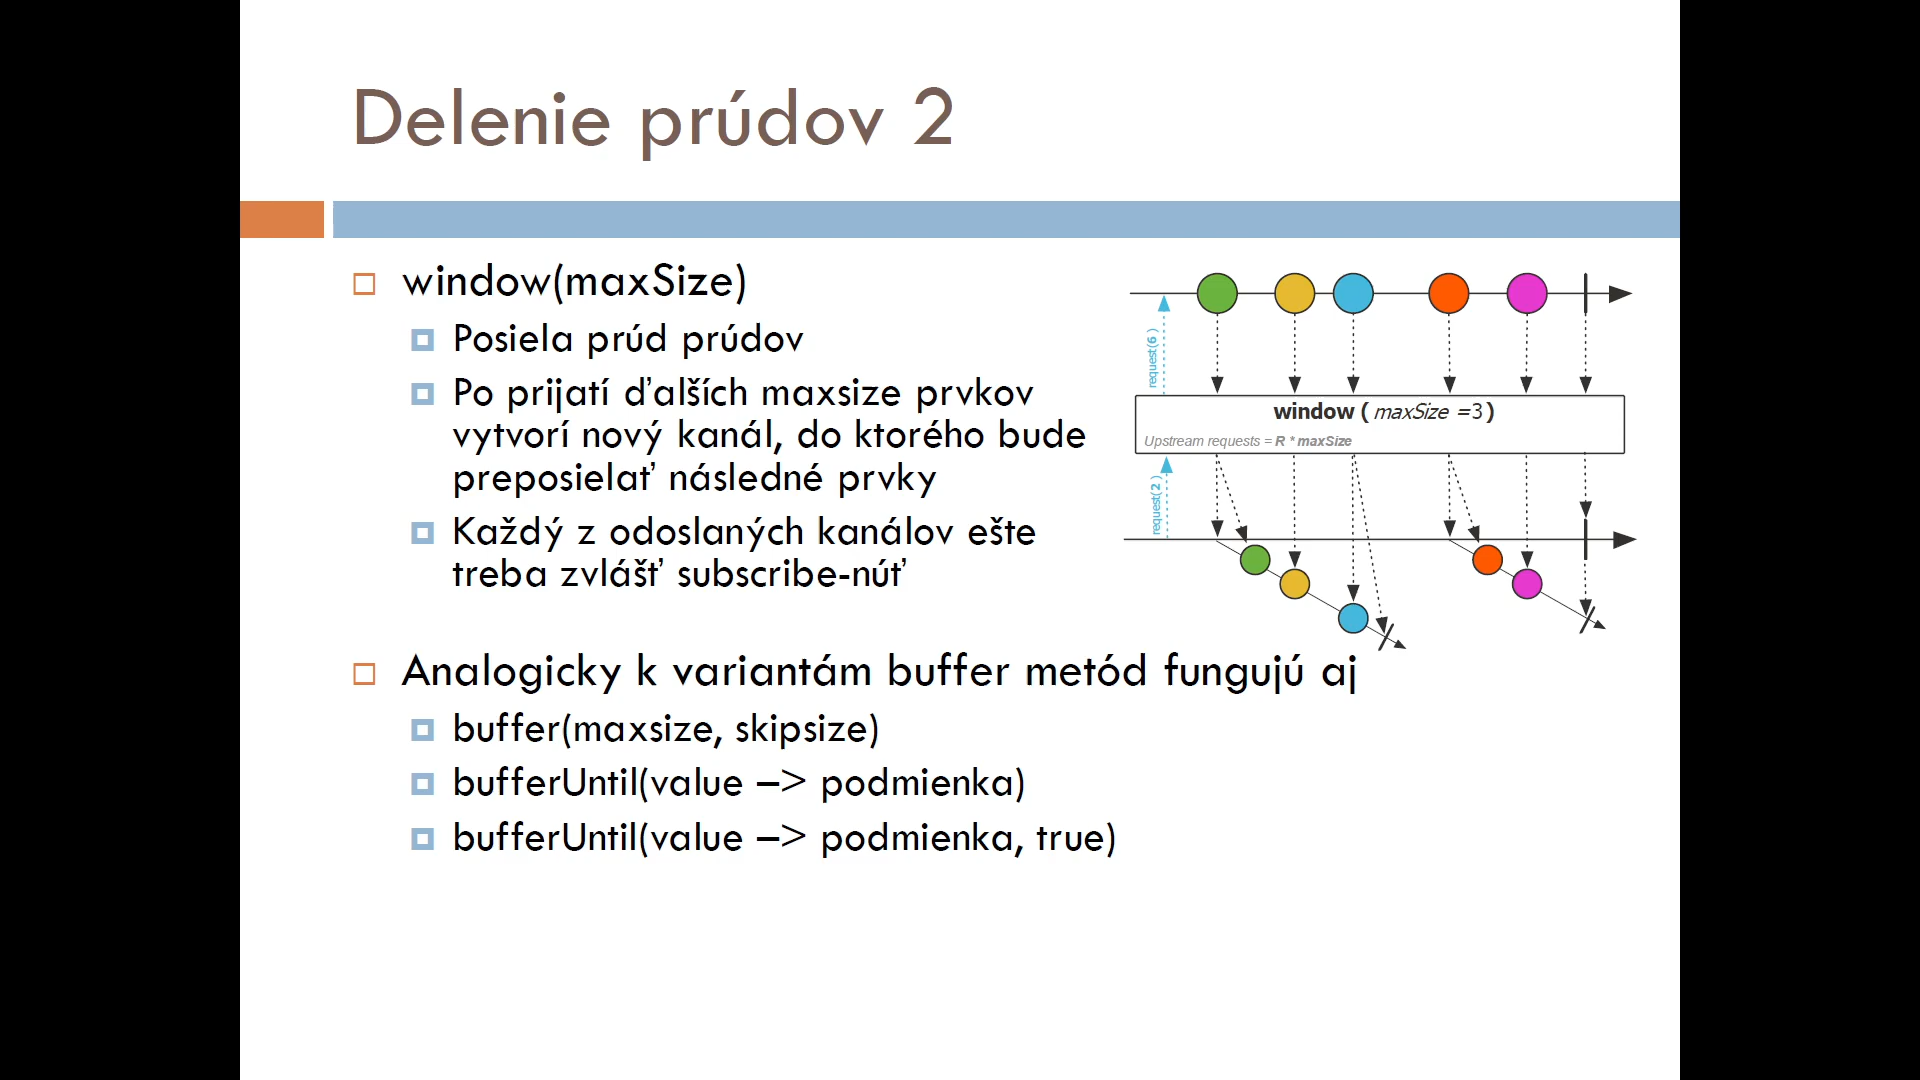 Delenie prúdov 2
window(maxSize)
Posiela prúd prúdov
Po prijatí ďalších maxsize prvkov
vytvorí nový kanál, do ktorého bude
preposielať následné prvky
Každý z odoslaných kanálov ešte
treba zvlášť subscribe-núť
request(6 )
window ( maxSize =3 )
Upstream requests = R * maxSize
request(2 )
Analogicky k variantám buffer metód fungujú aj
buffer(maxsize, skipsize)
bufferUntil(value –> podmienka)
bufferUntil(value –> podmienka, true)